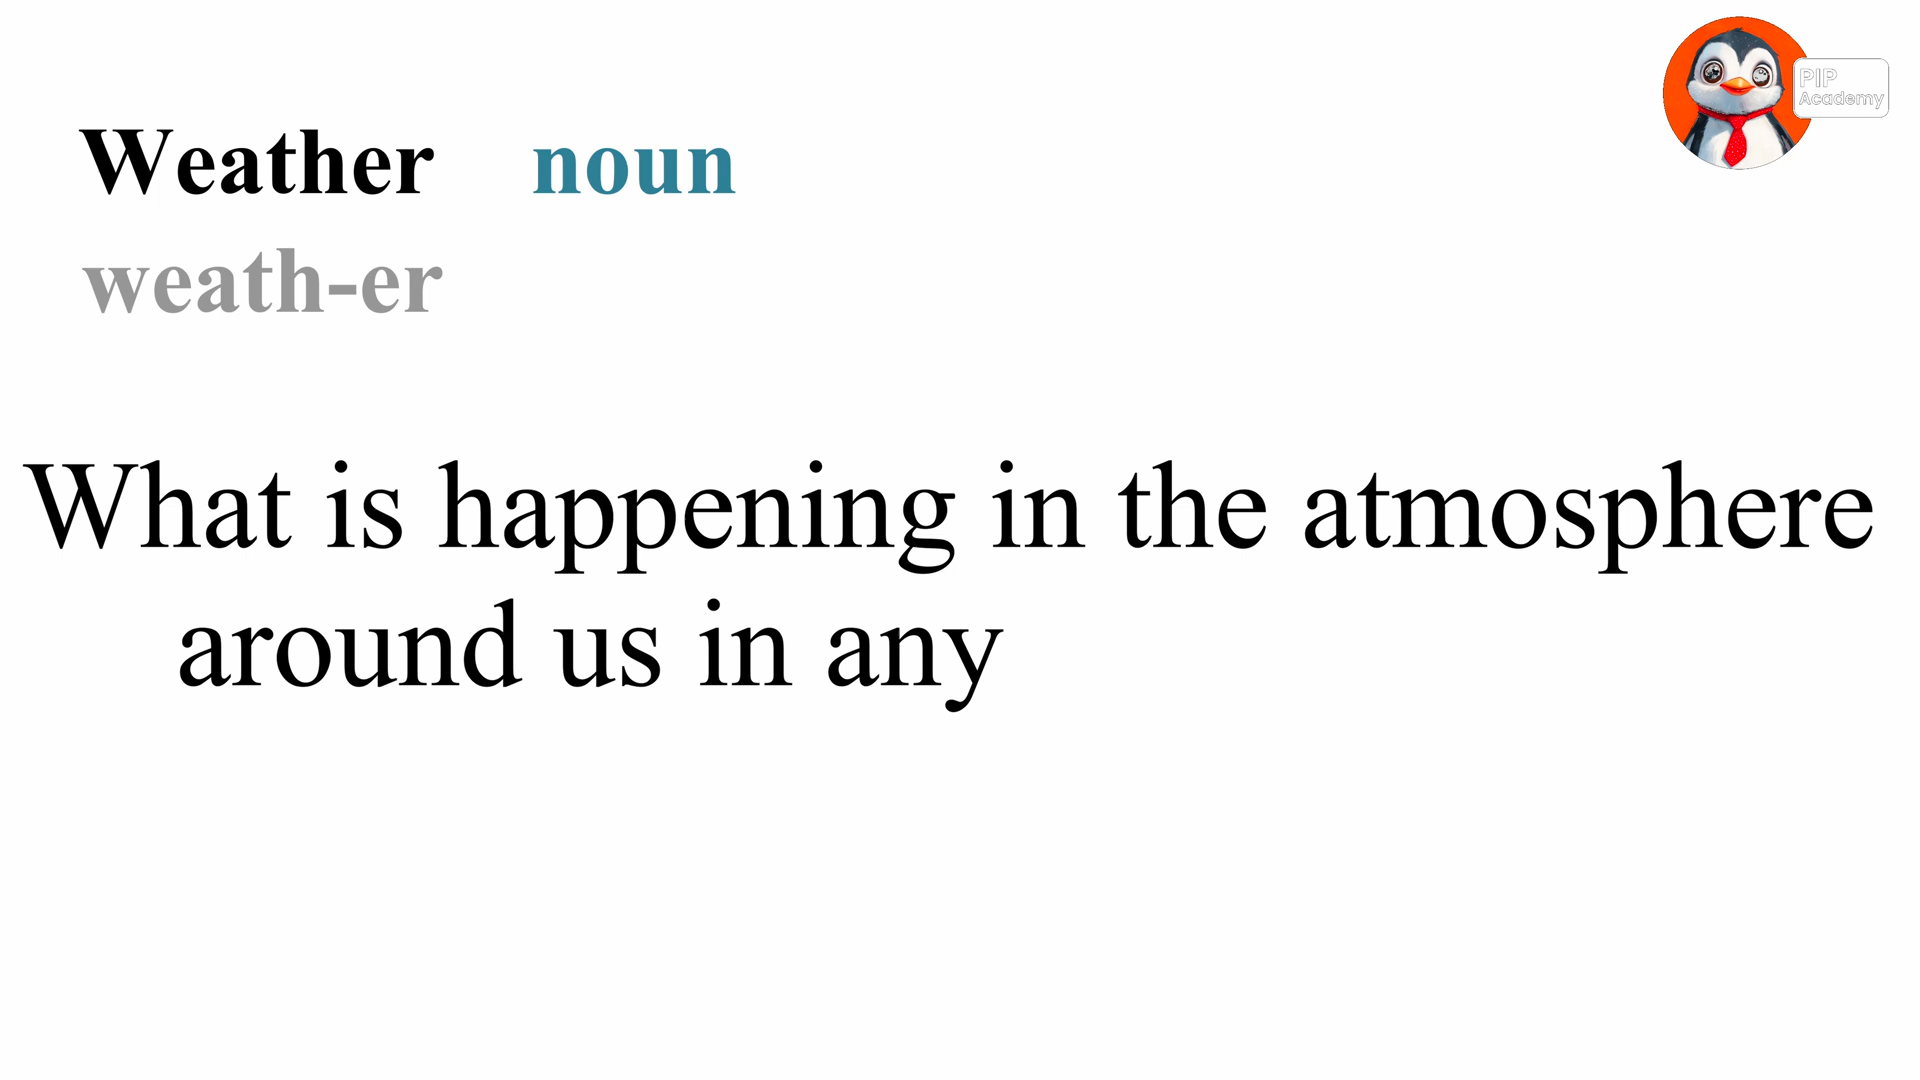 PIP
Academy
Weather noun
weath-er
What is happening in the atmosphere
around us in any